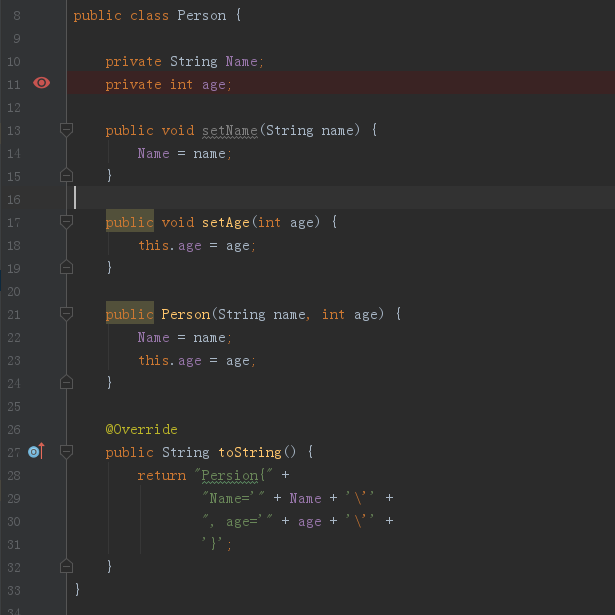 8 public class Person {
9
10     private String Name;
11     private int age;
12
13     public void setName(String name) {
14         Name = name;
15     }
16
17     public void setAge(int age) {
18         this.age = age;
19     }
20
21     public Person(String name, int age) {
22         Name = name;
23         this.age = age;
24     }
25
26     @Override
27     public String toString() {
28         return "Persion{" +
29                 "Name='" + Name + '\'' +
30                 ", age='" + age + '\'' +
31                 '}';
32     }
33 }
34